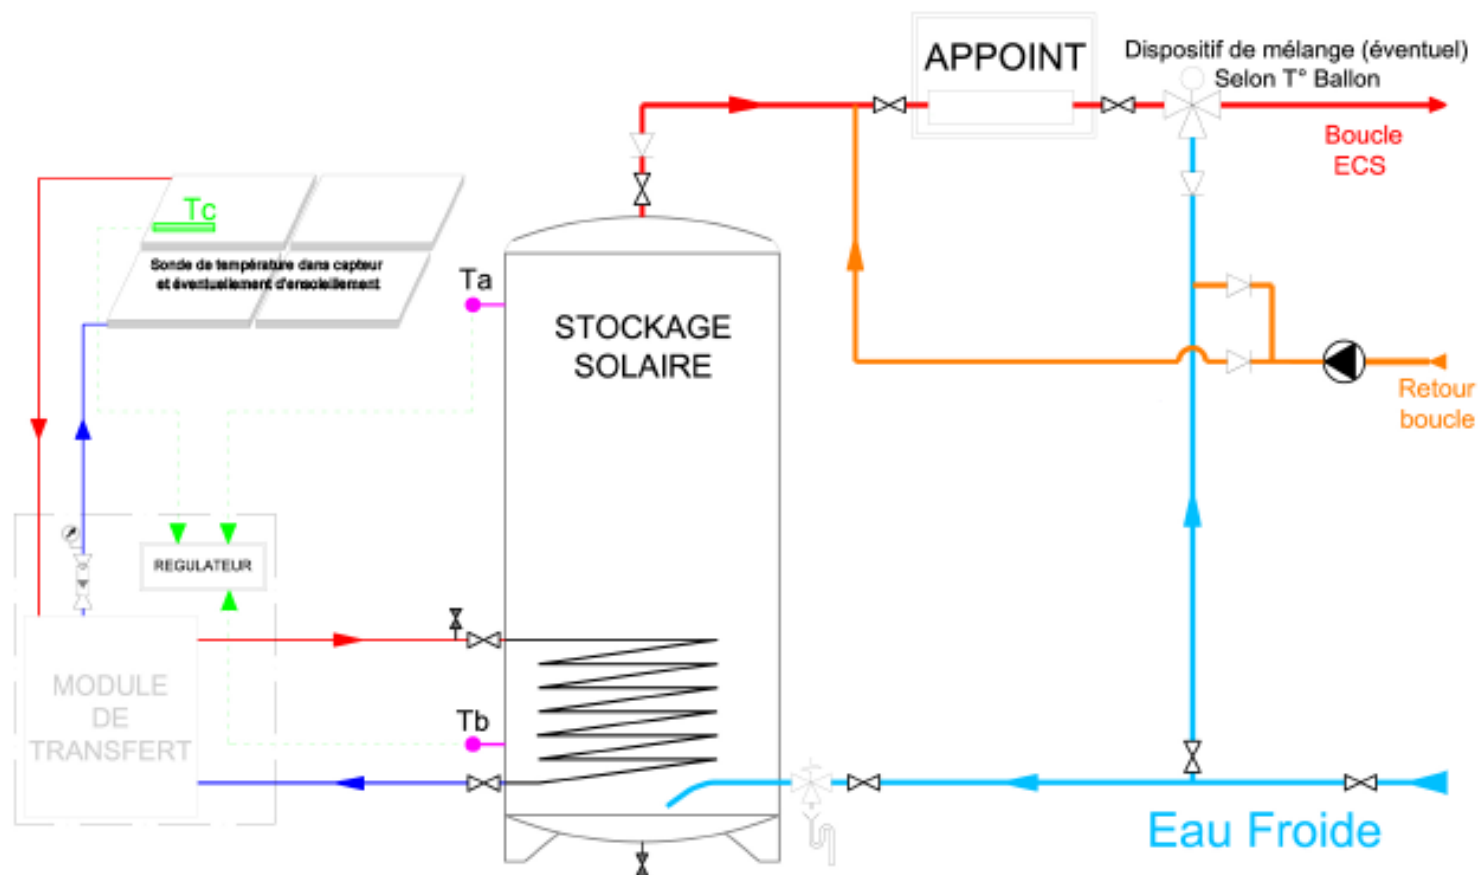 APPOINT
Dispositif de mélange (éventuel)
Selon T° Ballon
Boucle
ECS
Tc
Sonde de température dans capteur
et éventuellement d'ensoleillement
Ta
STOCKAGE
SOLAIRE
Retour
boucle
REGULATEUR
MODULE
DE
TRANSFERT
Tb
Eau Froide